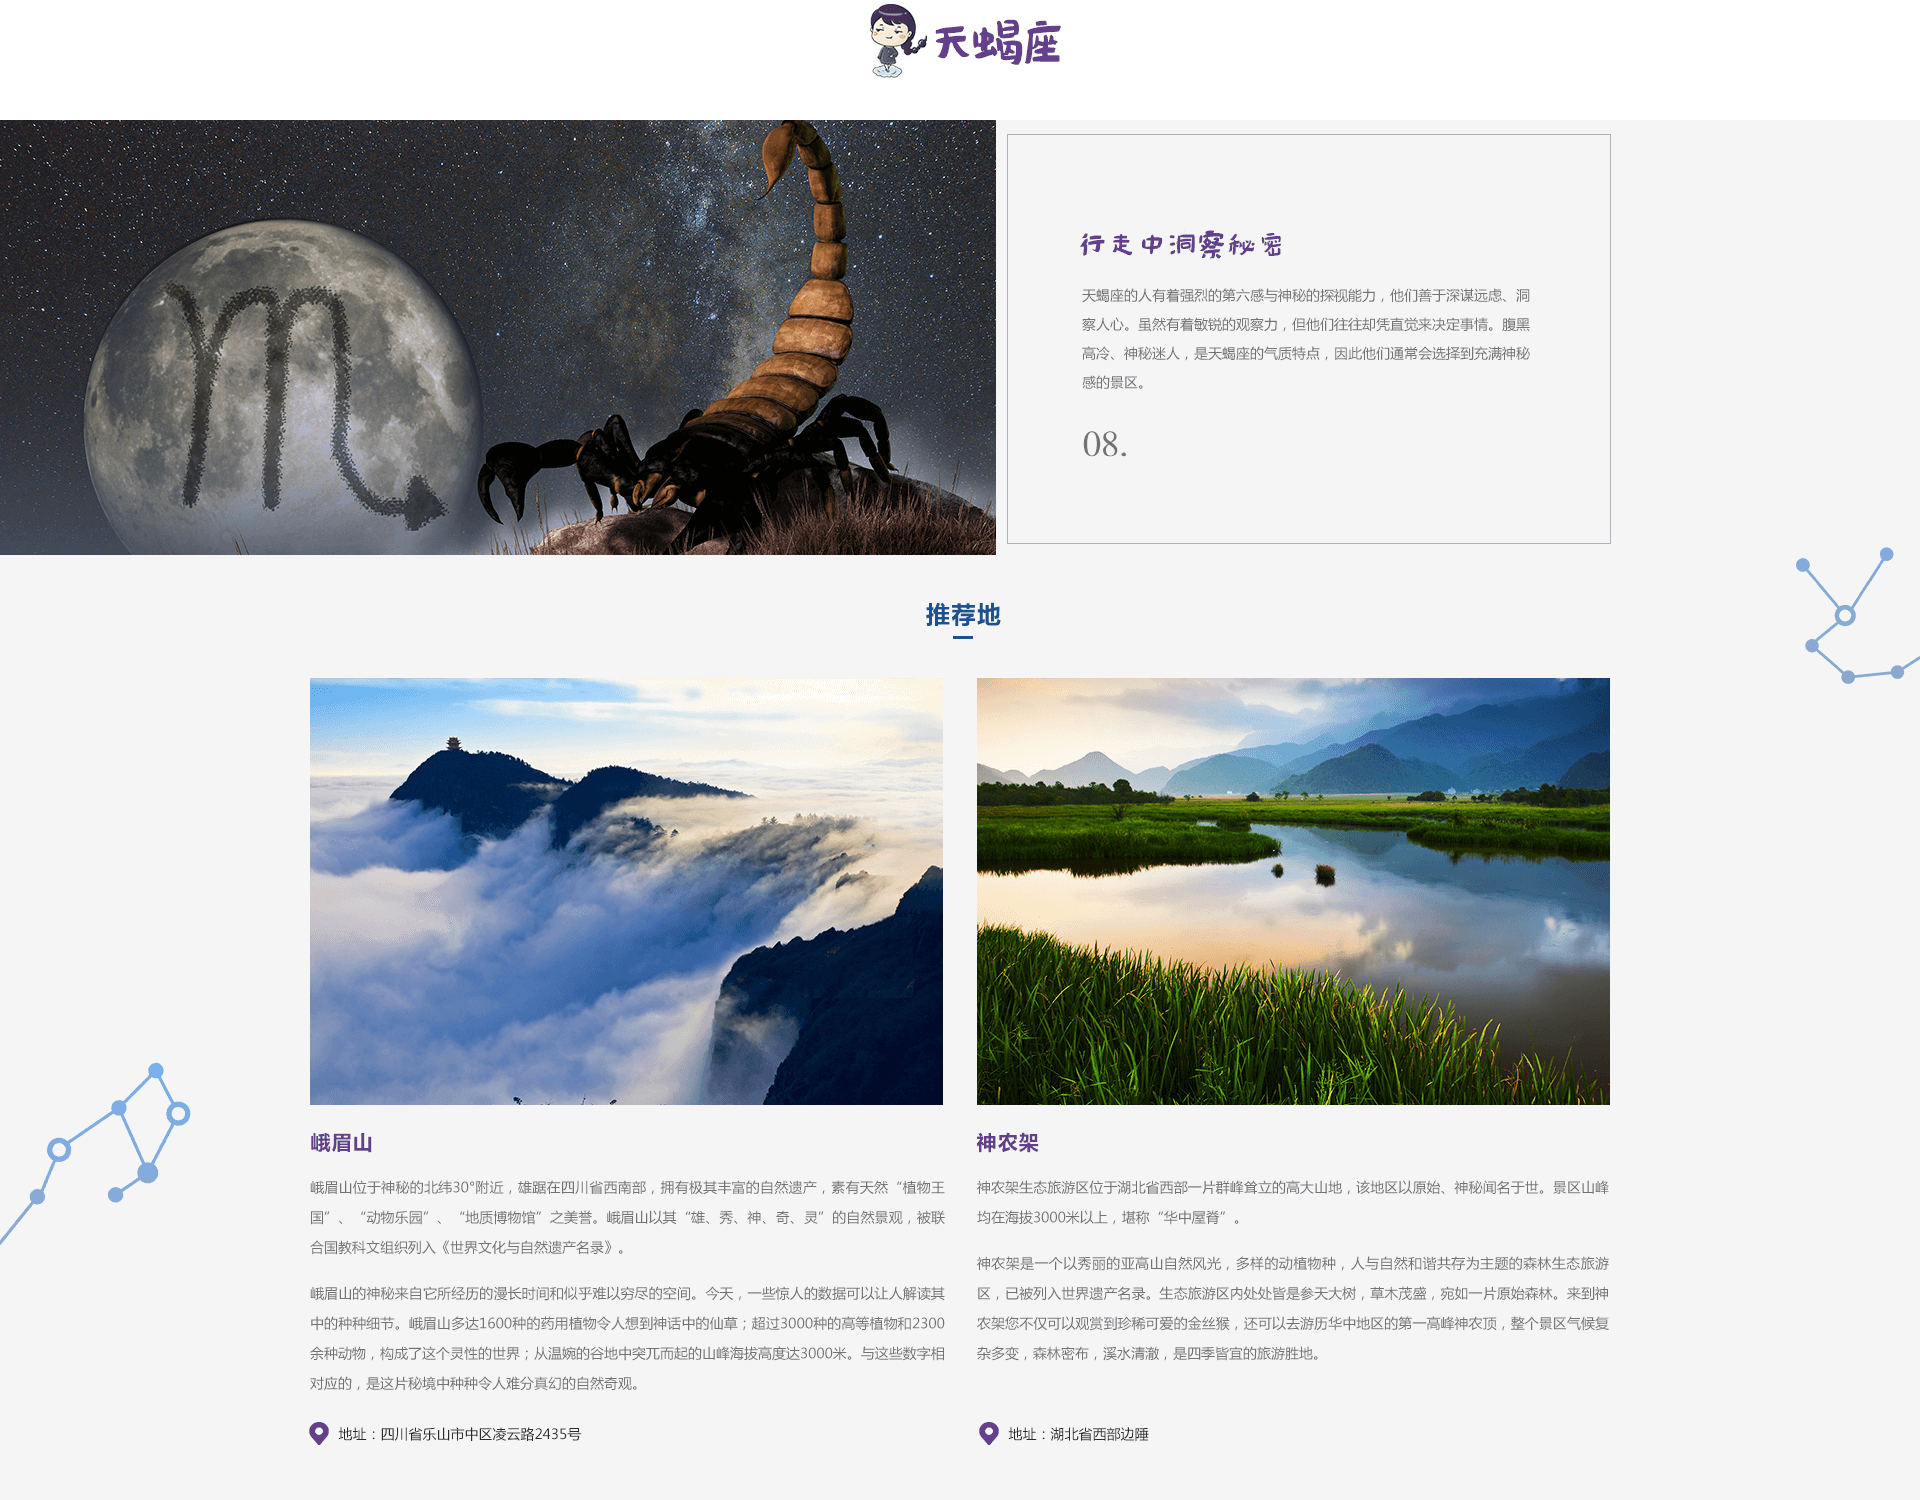 天蝎座
行走中洞察秘密
天蝎座的人有着强烈的第六感与神秘的探视能力，他们善于深谋远虑、洞
察人心。虽然有着敏锐的观察力，但他们往往却凭直觉来决定事情。腹黑
高冷、神秘迷人，是天蝎座的气质特点，因此他们通常会选择到充满神秘
感的景区。
08.
推荐地
峨眉山
峨眉山位于神秘的北纬30°附近，雄踞在四川省西南部，拥有极其丰富的自然遗产，素有天然“植物王
国”、“动物乐园”、“地质博物馆”之美誉。峨眉山以其“雄、秀、神、奇、灵”的自然景观，被联
合国教科文组织列入《世界文化与自然遗产名录》。
峨眉山的神秘来自它所经历的漫长时间和似乎难以穷尽的空间。今天，一些惊人的数据可以让人解读其
中的种种细节。峨眉山多达1600种的药用植物令人想到神话中的仙草；超过3000种的高等植物和2300
余种动物，构成了这个灵性的世界；从温婉的谷地中突兀而起的山峰海拔高度达3000米。与这些数字相
对应的，是这片秘境中种种令人难分真幻的自然奇观。
地址：四川省乐山市中区凌云路2435号
神农架
神农架生态旅游区位于湖北省西部一片群峰耸立的高大山地，该地区以原始、神秘闻名于世。景区山峰
均在海拔3000米以上，堪称“华中屋脊”。
神农架是一个以秀丽的亚高山自然风光，多样的动植物种，人与自然和谐共存为主题的森林生态旅游
区，已被列入世界遗产名录。生态旅游区内处处皆是参天大树，草木茂盛，宛如一片原始森林。来到神
农架您不仅可以观赏到珍稀可爱的金丝猴，还可以去游历华中地区的第一高峰神农顶，整个景区气候复
杂多变，森林密布，溪水清澈，是四季皆宜的旅游胜地。
地址：湖北省西部边陲